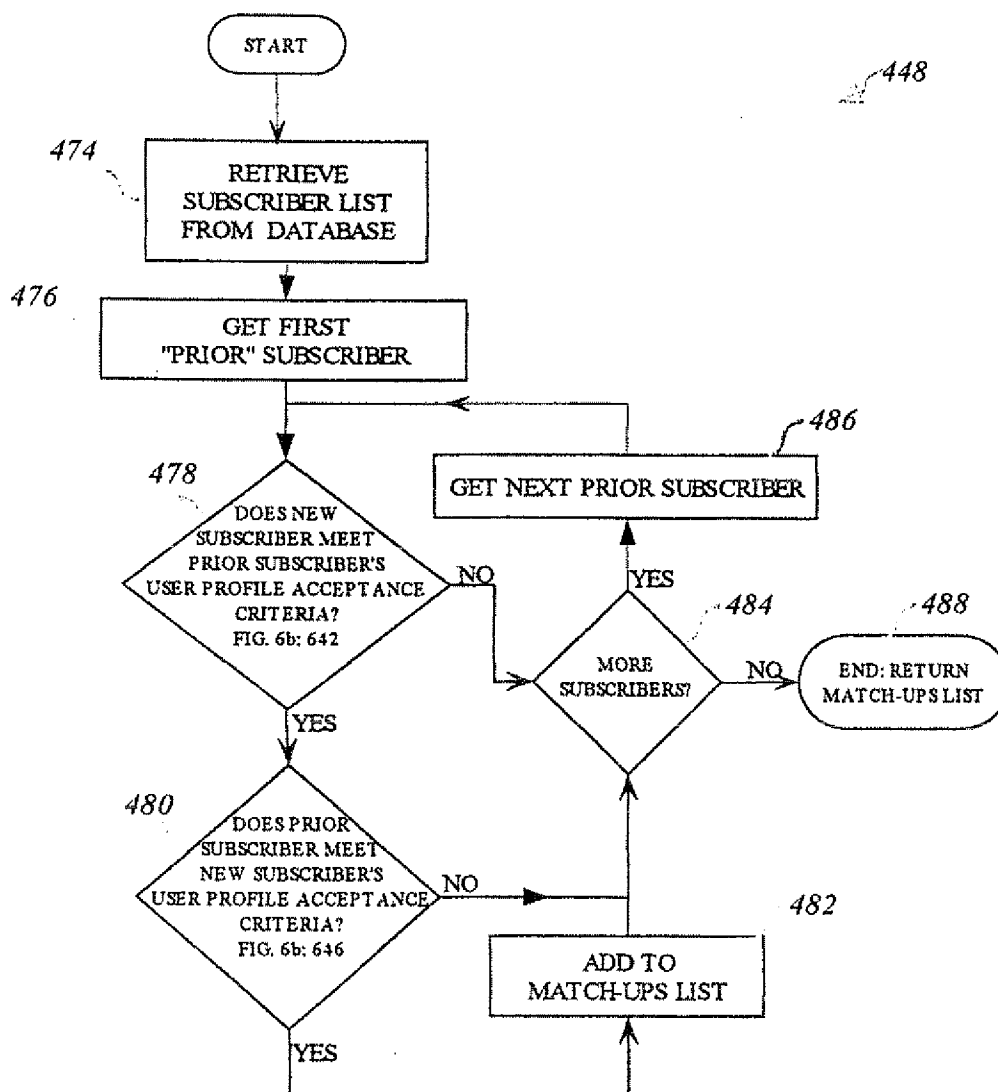 START
448
474
RETRIEVE
SUBSCRIBER LIST
FROM DATABASE
476
GET FIRST
"PRIOR" SUBSCRIBER
486
GET NEXT PRIOR SUBSCRIBER
478
DOES NEW
SUBSCRIBER MEET
PRIOR SUBSCRIBER'S
USER PROFILE ACCEPTANCE
CRITERIA?
FIG. 6b: 642
NO
YES
YES
484
MORE
SUBSCRIBERS?
NO
488
END: RETURN
MATCH-UPS LIST
480
DOES PRIOR
SUBSCRIBER MEET
NEW SUBSCRIBER'S
USER PROFILE ACCEPTANCE
CRITERIA?
FIG. 6b: 646
NO
YES
482
ADD TO
MATCH-UPS LIST